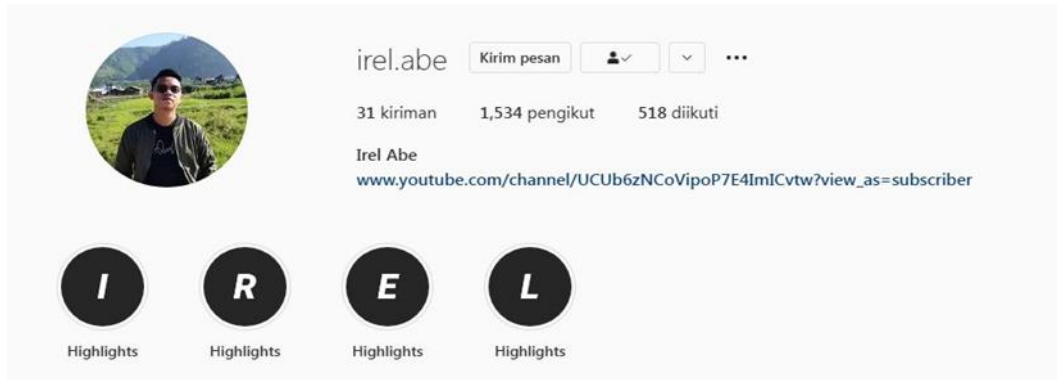 irel.abe Kirim pesan
31 kiriman 1,534 pengikut 518 diikuti
Irel Abe
www.youtube.com/channel/UCUb6zNCoVipoP7E4ImICvtw?view_as=subscriber
I R E L
Highlights Highlights Highlights Highlights